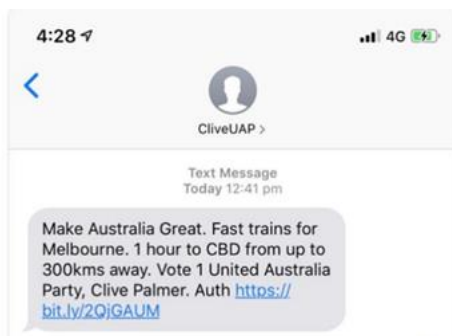 4:28
4G
CliveUAP >
Text Message
Today 12:41 pm
Make Australia Great. Fast trains for
Melbourne. 1 hour to CBD from up to
300kms away. Vote 1 United Australia
Party, Clive Palmer. Auth https://
bit.ly/2QjGAUM